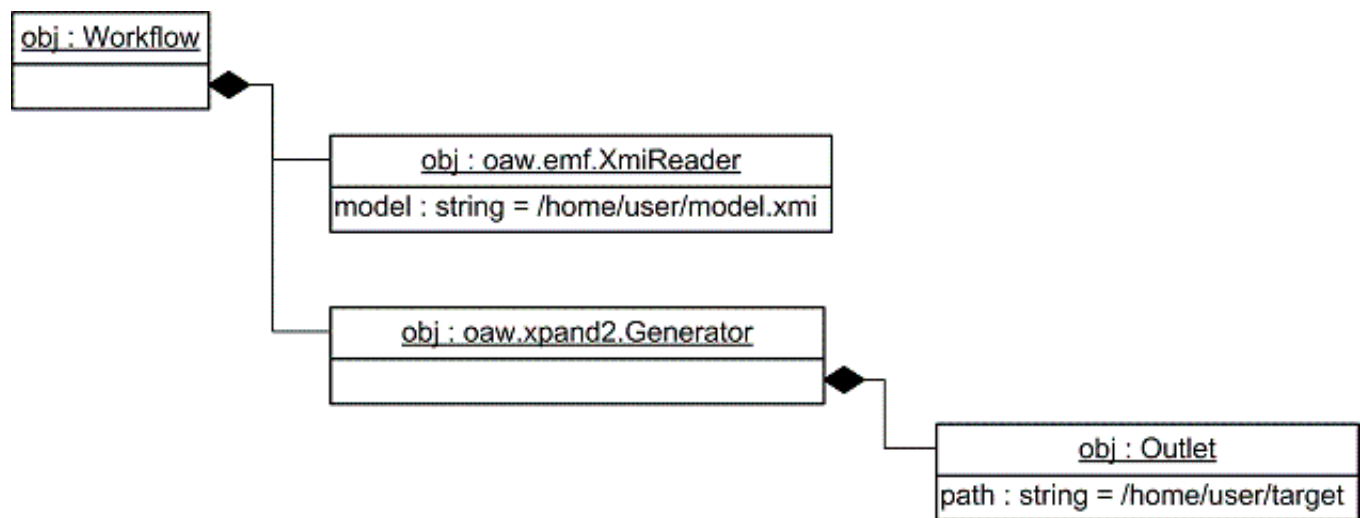 obj : Workflow
obj : oaw.emf.XmiReader
model : string = /home/user/model.xmi
obj : oaw.xpand2.Generator
obj : Outlet
path : string = /home/user/target